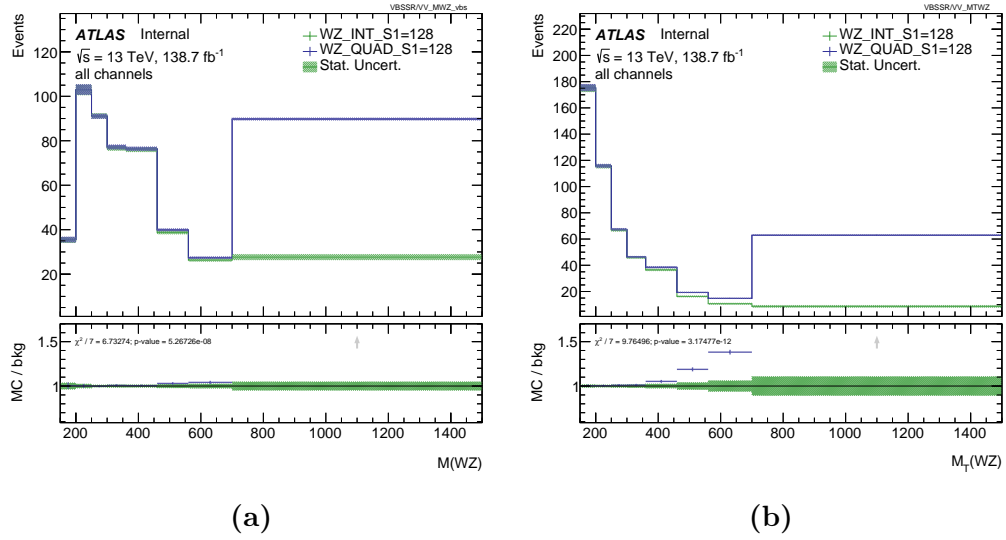 VBSSR/VV_MWZ_vbs
Events
120
100
80
60
40
20
ATLAS Internal
√s = 13 TeV, 138.7 fb⁻¹
all channels
WZ_INT_S1=128
WZ_QUAD_S1=128
Stat. Uncert.
MC / bkg
1.5
1
χ² / 7 = 6.73274; p-value = 5.26726e-08
200 400 600 800 1000 1200 1400
M(WZ)
(a)
VBSSR/VV_MTWZ
Events
220
200
180
160
140
120
100
80
60
40
20
ATLAS Internal
√s = 13 TeV, 138.7 fb⁻¹
all channels
WZ_INT_S1=128
WZ_QUAD_S1=128
Stat. Uncert.
MC / bkg
1.5
1
χ² / 7 = 9.76496; p-value = 3.17477e-12
200 400 600 800 1000 1200 1400
M_T(WZ)
(b)